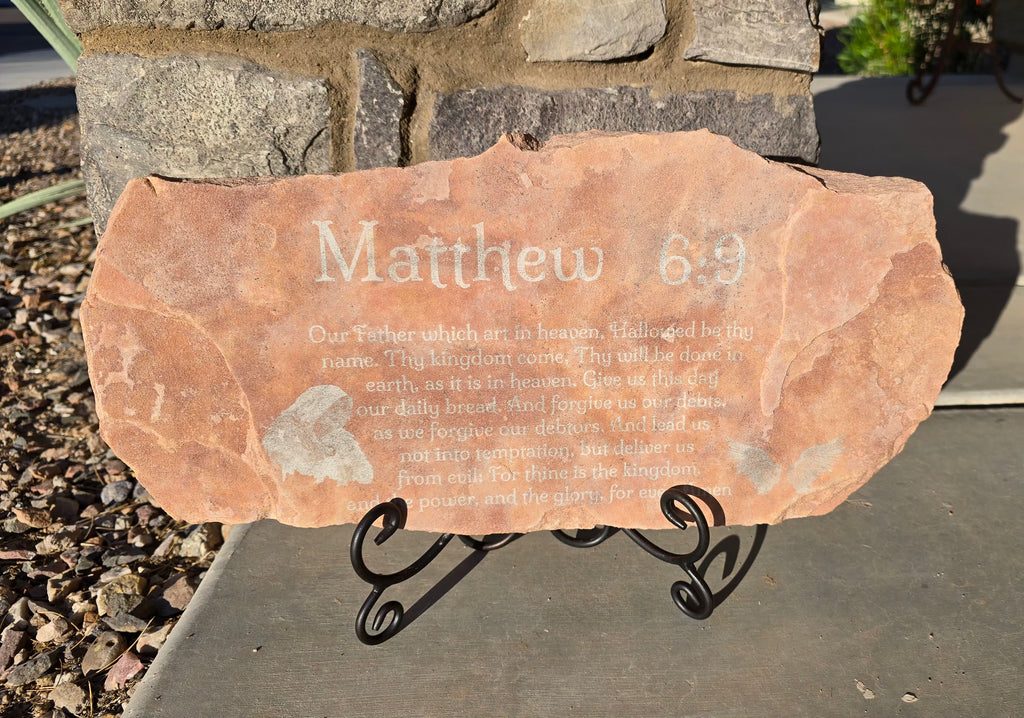 Matthew 6:9
Our Father which art in heaven, Hallowed be thy
name. Thy kingdom come, Thy will be done in
earth, as it is in heaven. Give us this day
our daily bread. And forgive us our debts,
as we forgive our debtors. And lead us
not into temptation, but deliver us
from evil: For thine is the kingdom,
and power, and the glory, for